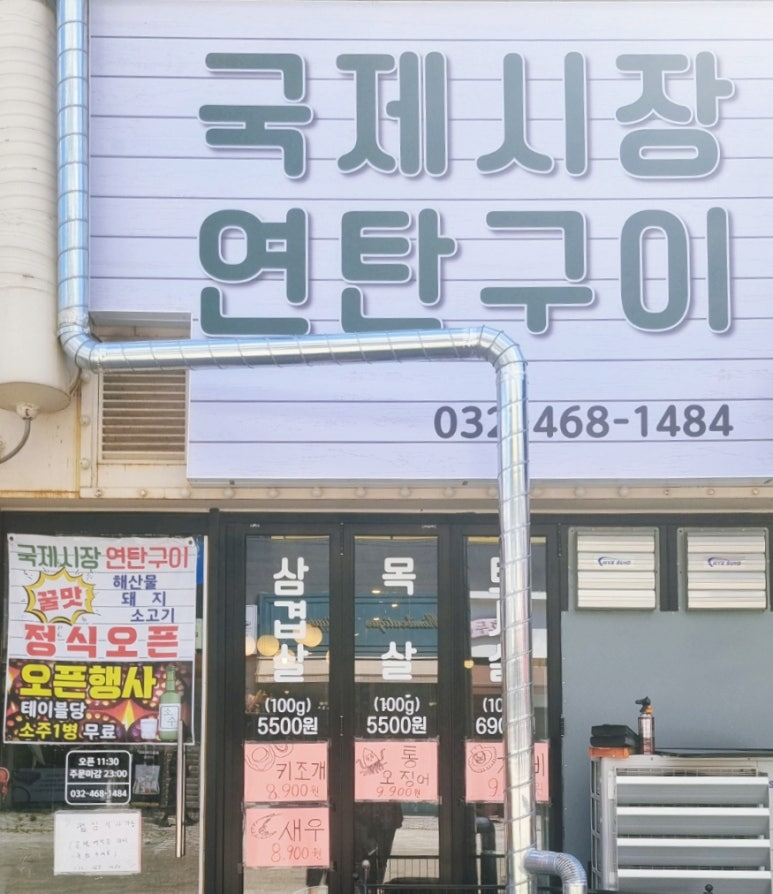 국제시장
연탄구이
032-468-1484
국제시장 연탄구이
꿀맛
해산물
돼지
소고기
정식오픈
오픈행사
테이블당
소주1병 무료
오픈 11:30
주문마감 23:00
032-468-1484
삼겹살
(100g)
5500원
키조개
8.900원
새우
8.900원
목살
(100g)
5500원
통
오징어
9.900원